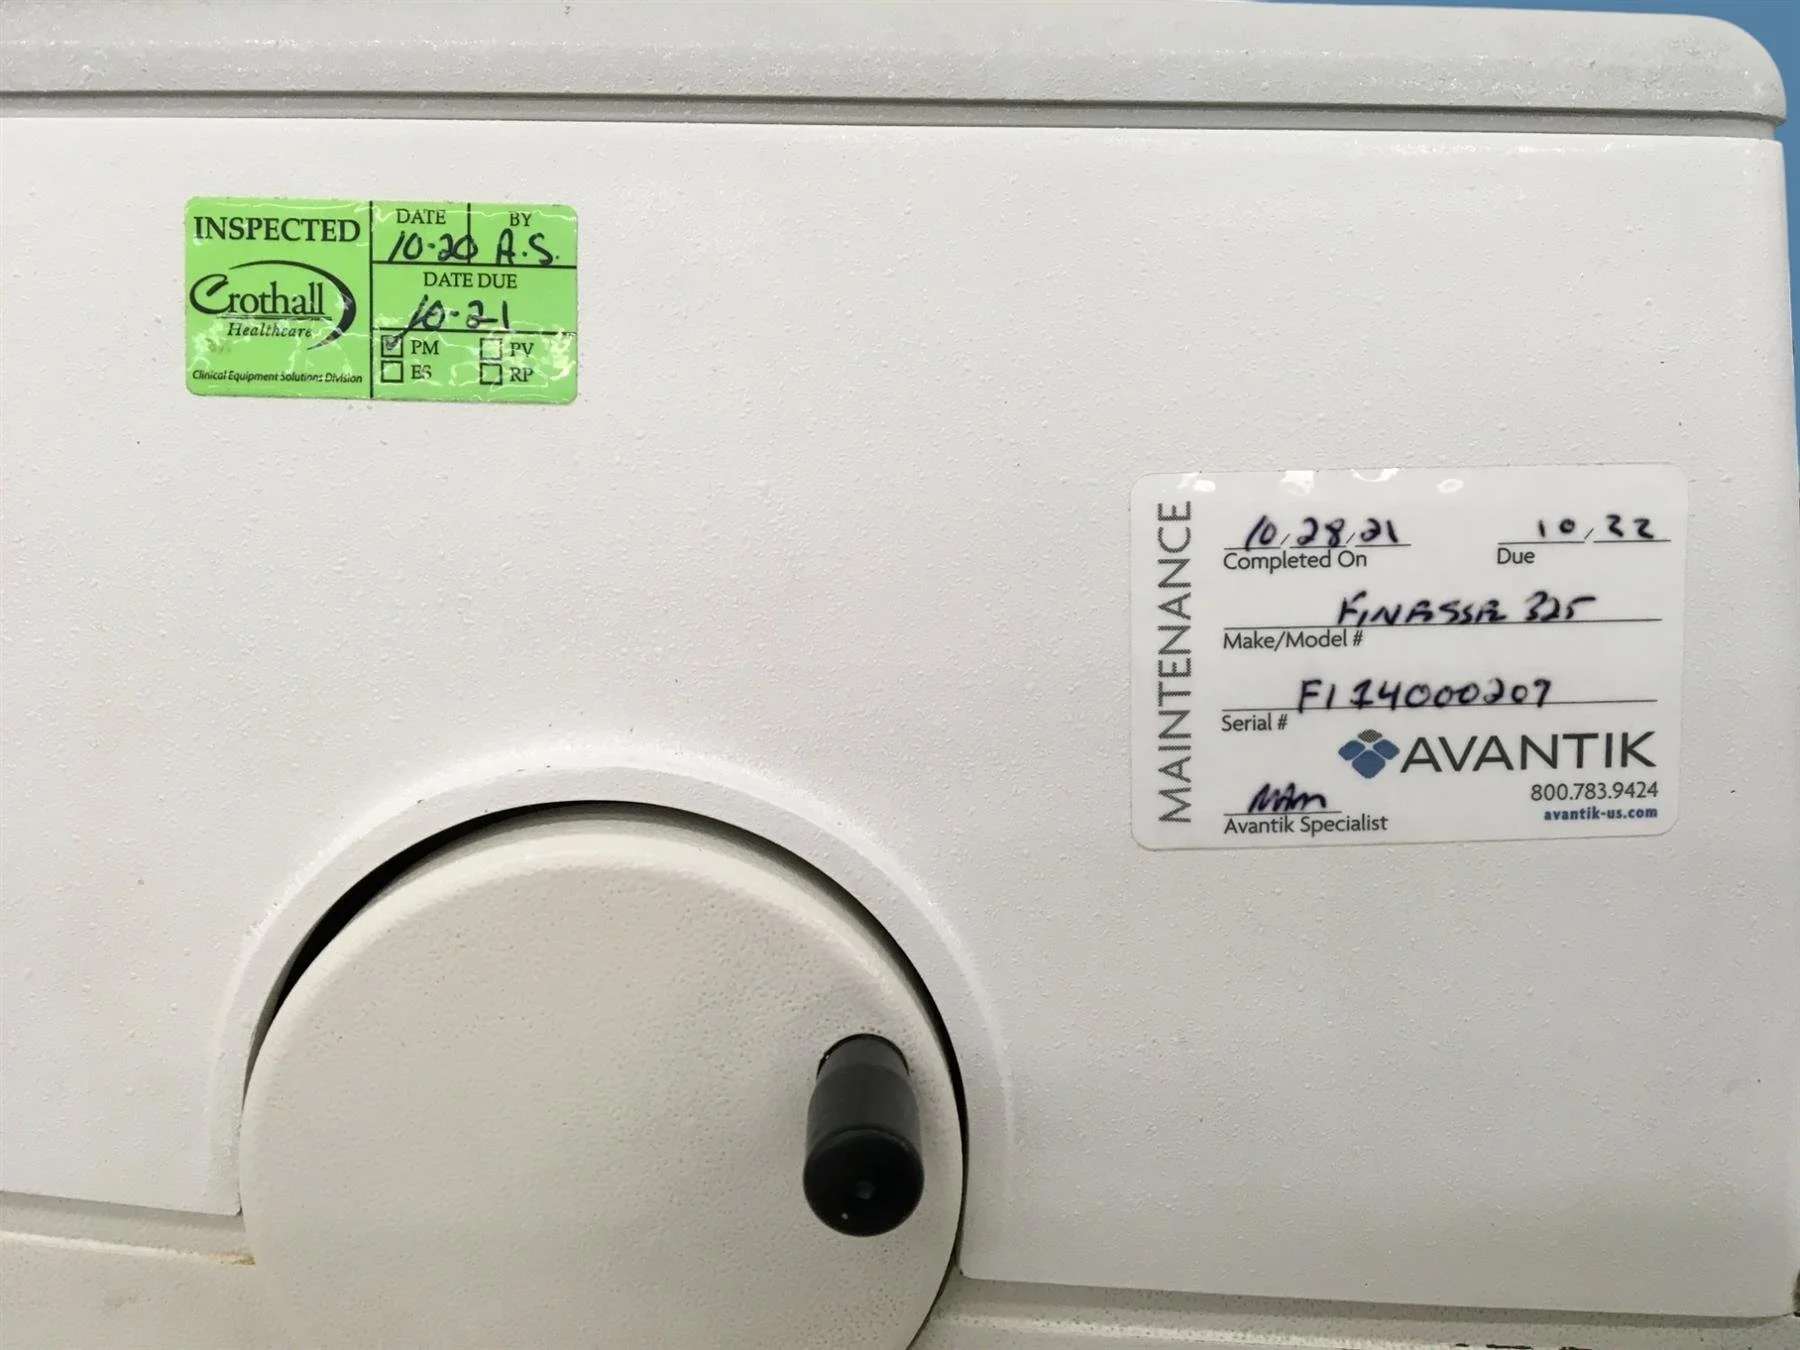 INSPECTED
Crothall
Healthcare
Clinical Equipment Solutions Division
DATE BY
10-20 A.S.
DATE DUE
10-21
PM PV
ES RP
MAINTENANCE
10,28,21 10,22
Completed On Due
FINESSE 325
Make/Model #
F114000209
Serial #
AVANTIK
800.783.9424
avantik-us.com
Avantik Specialist